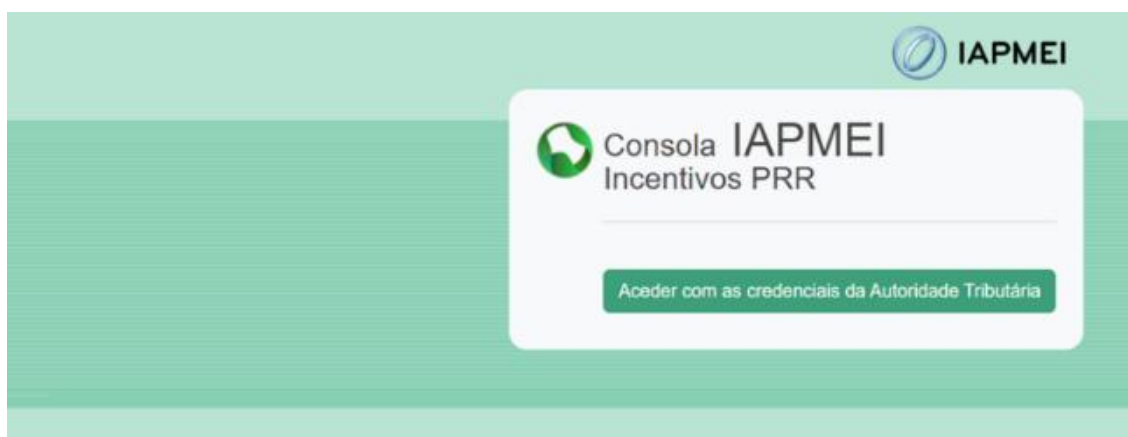 IAPMEI
Consola IAPMEI
Incentivos PRR
Aceder com as credenciais da Autoridade Tributária